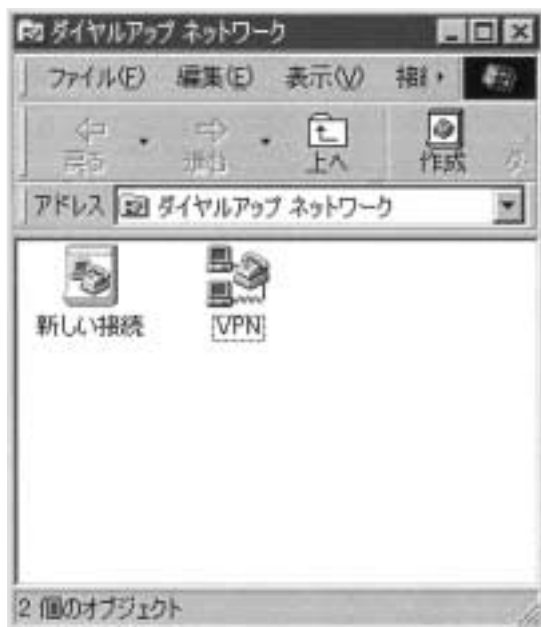 ダイヤルアップ ネットワーク
ファイル(F) 編集(E) 表示(V)
戻る 進む 上へ 作成
アドレス ダイヤルアップ ネットワーク
新しい接続 VPN
2 個のオブジェクト